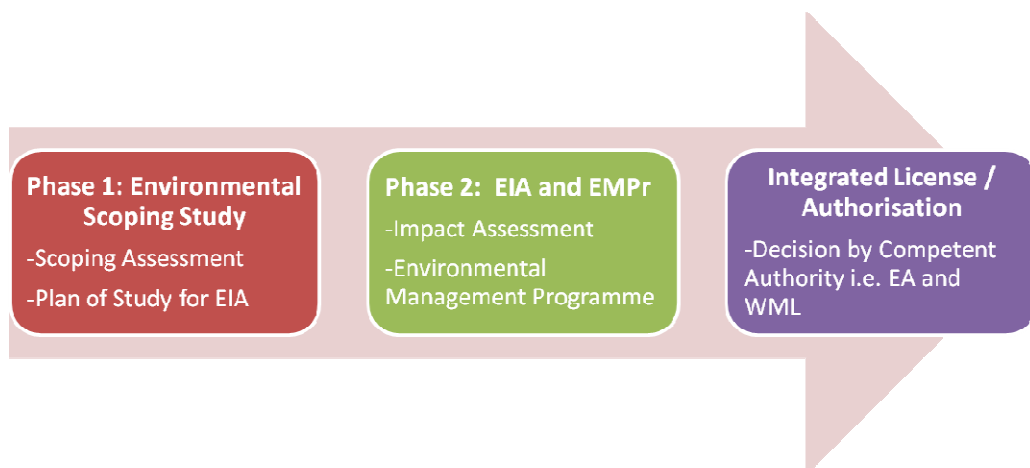 Phase 1: Environmental
Scoping Study
-Scoping Assessment
-Plan of Study for EIA
Phase 2:  EIA and EMPr
-Impact Assessment
-Environmental
Management Programme
Integrated License /
Authorisation
-Decision by Competent
Authority i.e. EA and
WML